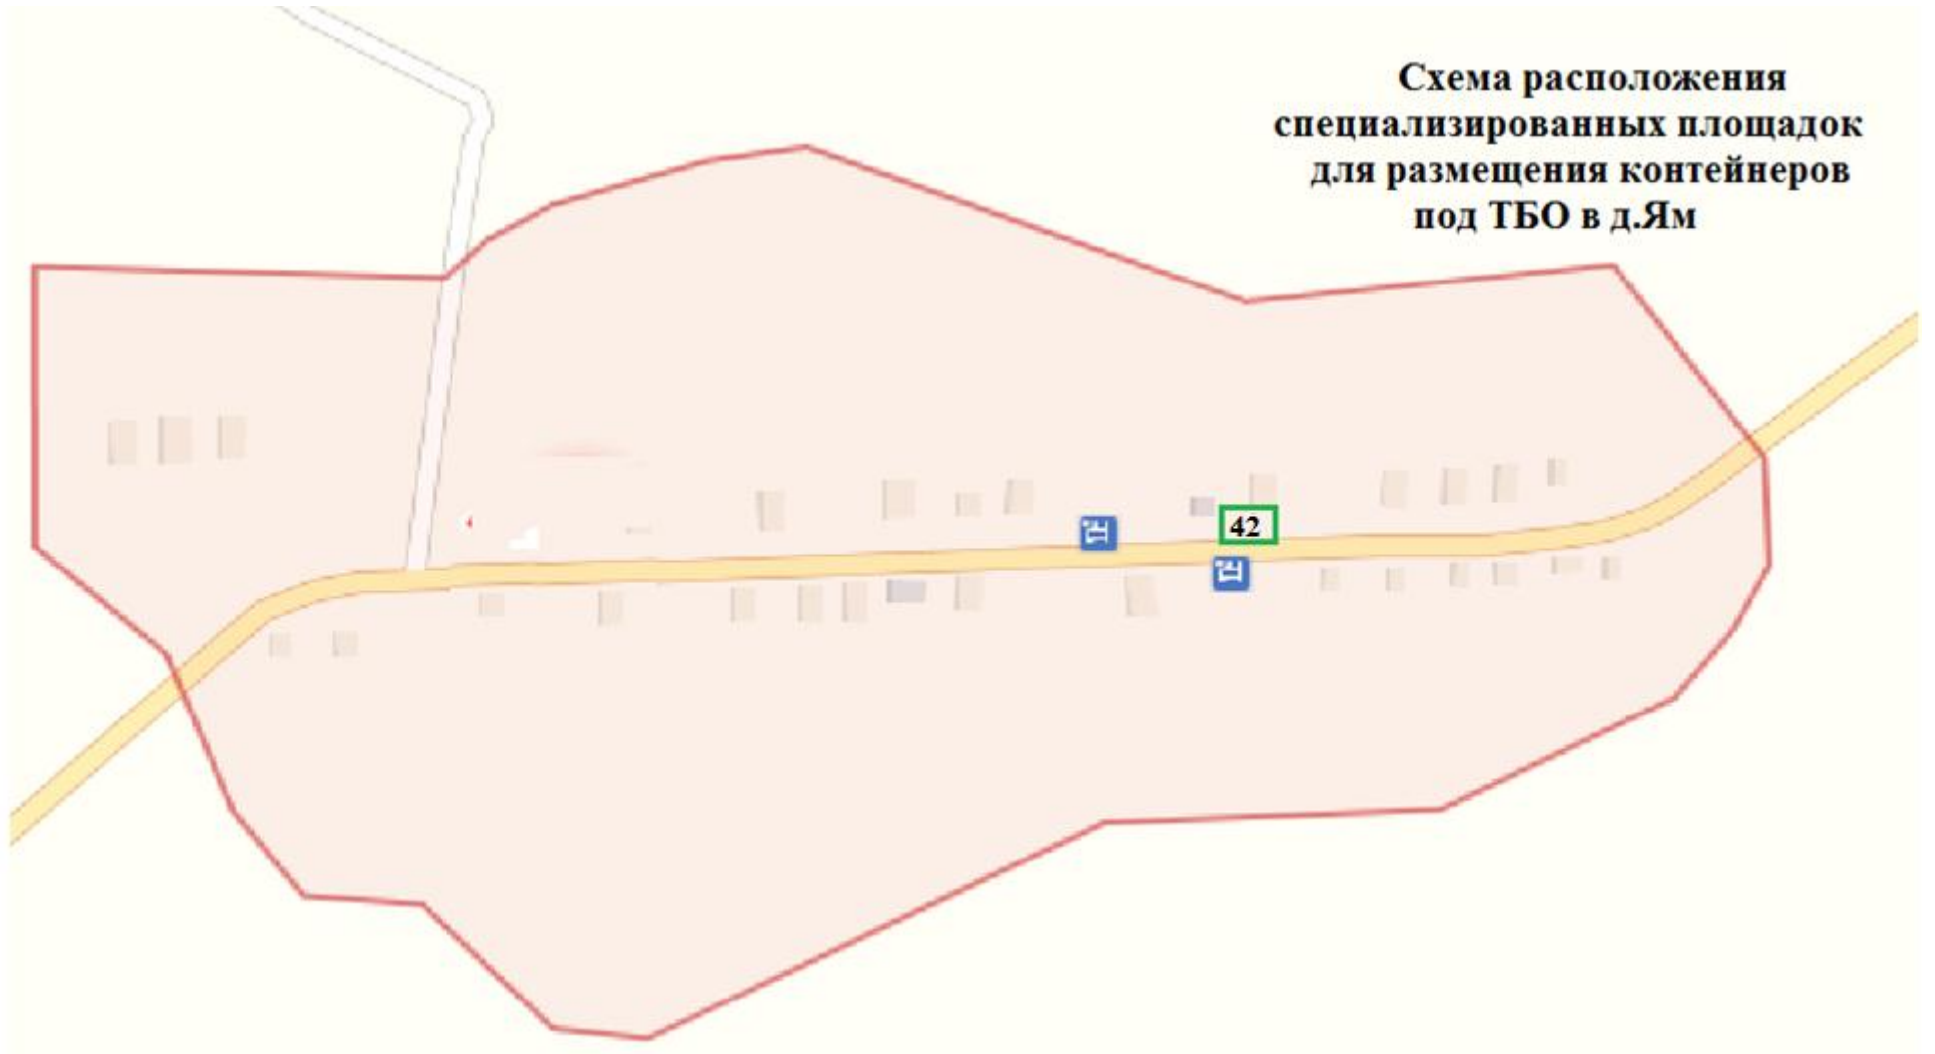 Схема расположения
специализированных площадок
для размещения контейнеров
под ТБО в д.Ям
42